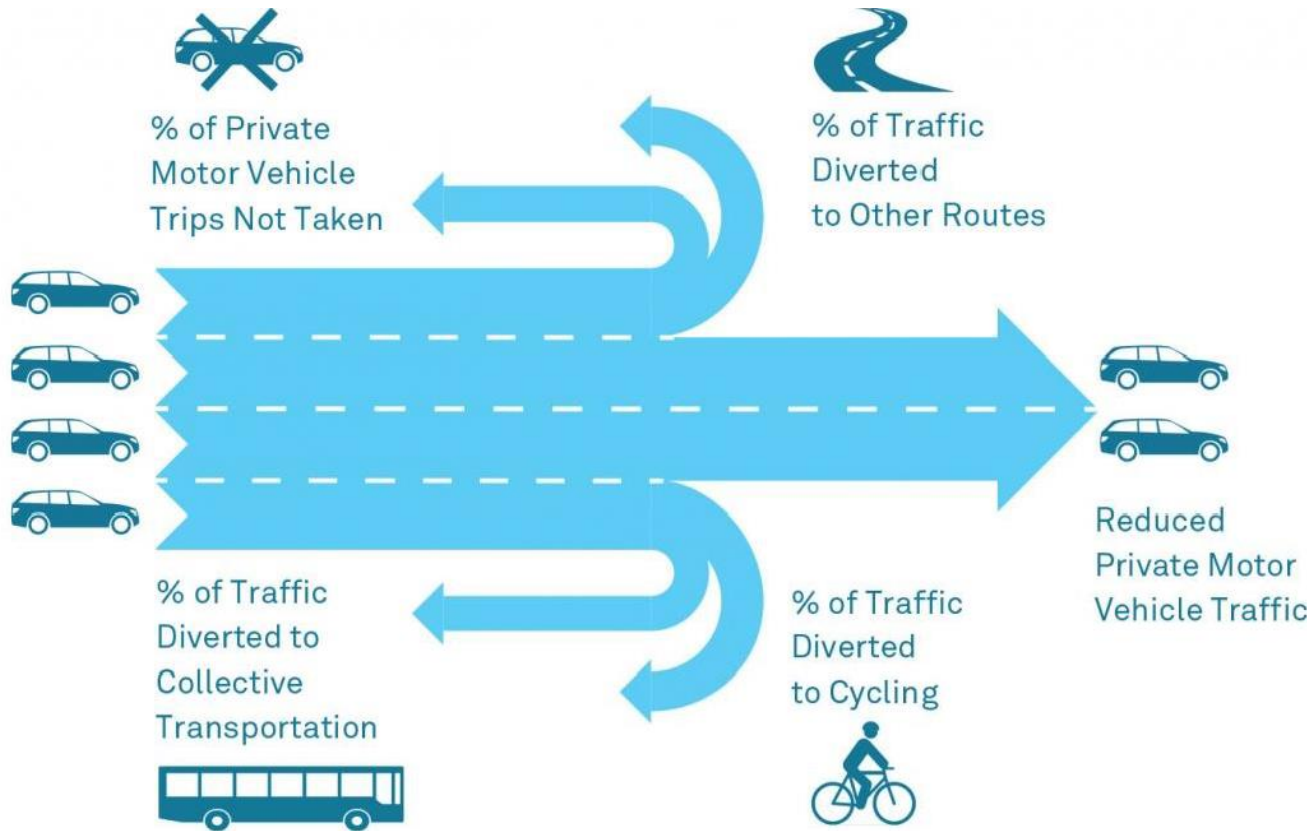 % of Private
Motor Vehicle
Trips Not Taken
% of Traffic
Diverted
to Other Routes
% of Traffic
Diverted to
Collective
Transportation
% of Traffic
Diverted
to Cycling
Reduced
Private Motor
Vehicle Traffic